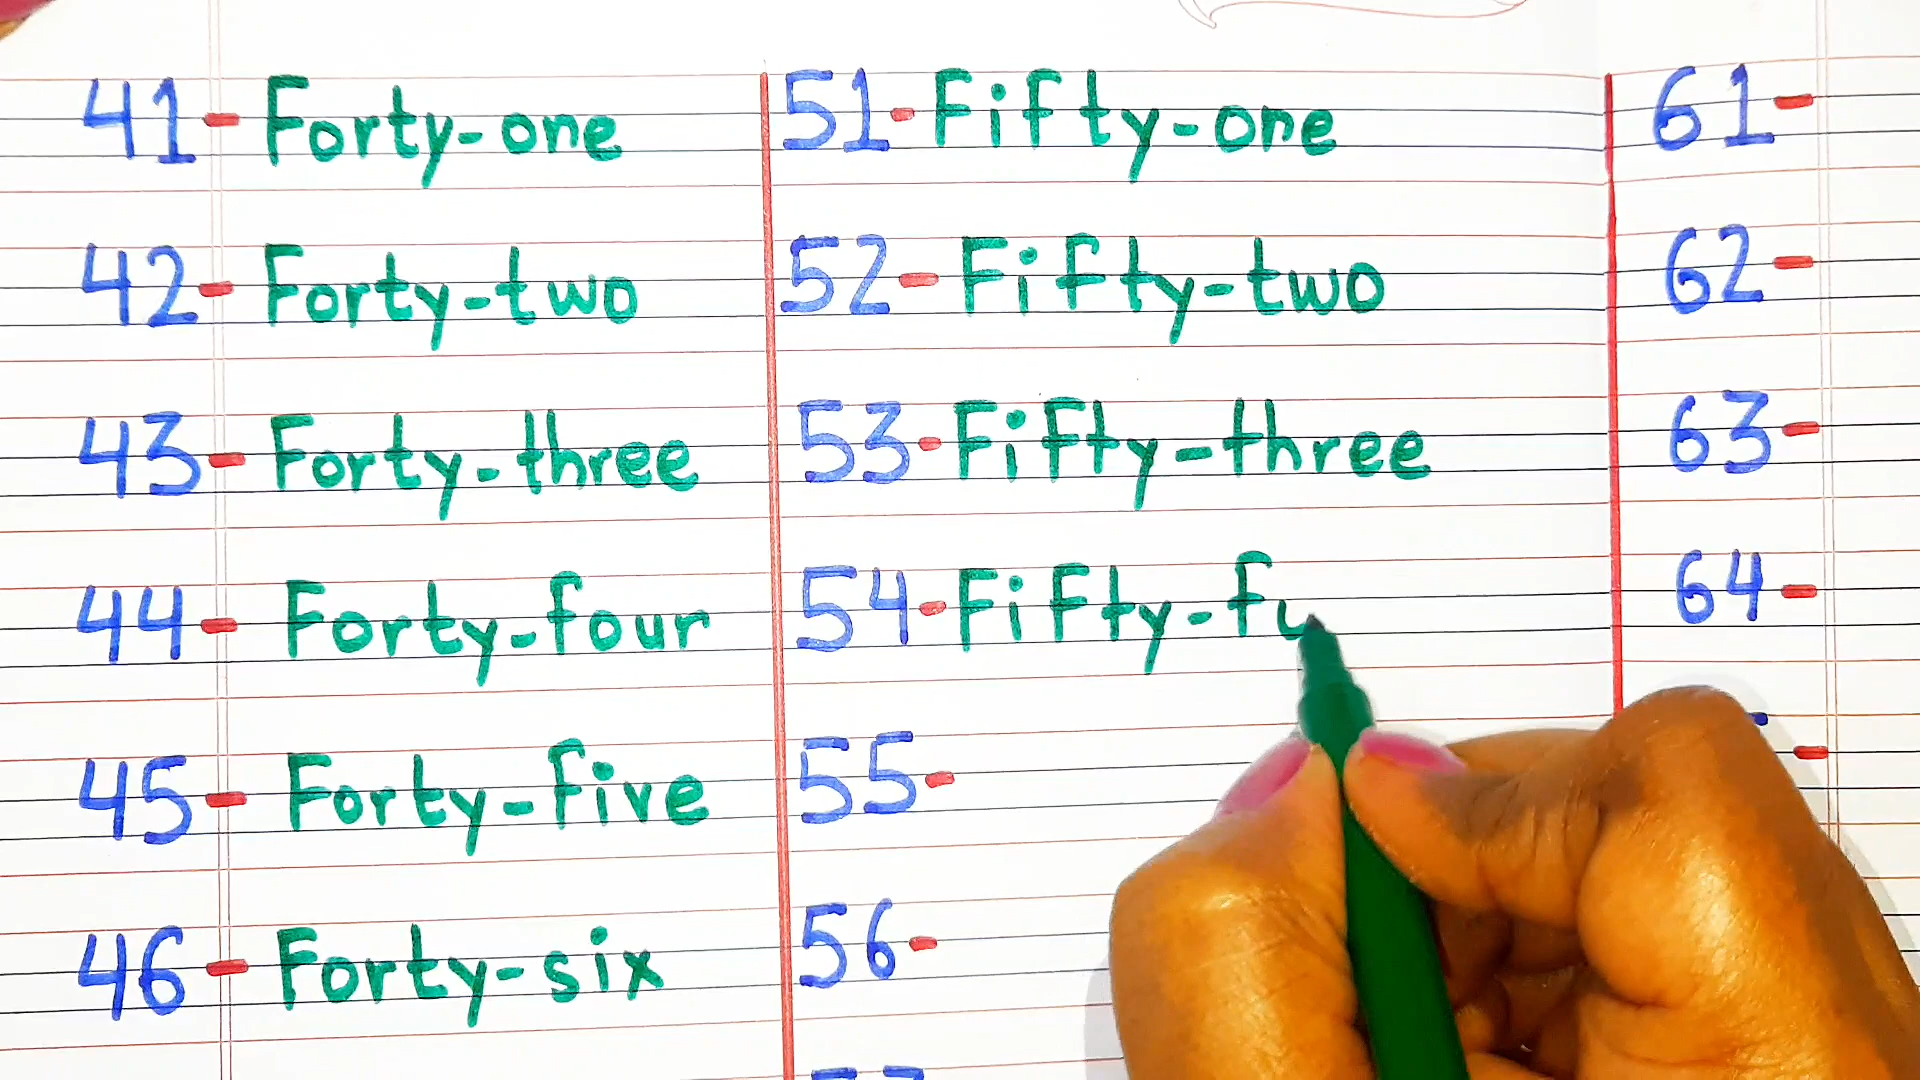 41 - Forty-one
42 - Forty-two
43 - Forty-three
44 - Forty-four
45 - Forty-five
46 - Forty-six
51 - Fifty-one
52 - Fifty-two
53 - Fifty-three
54 - Fifty-f
55 -
56 -
61 -
62 -
63 -
64 -